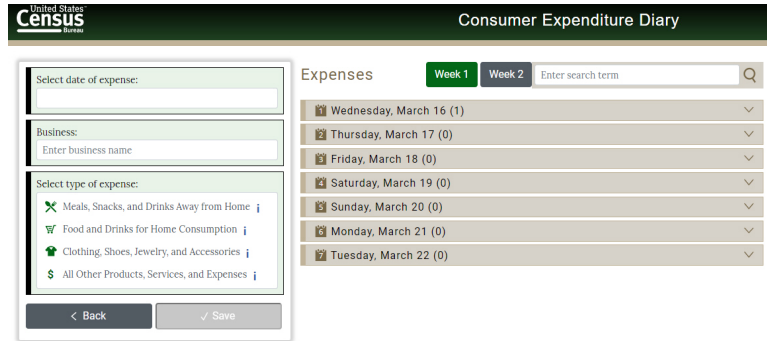 United States®
Census
Bureau
Consumer Expenditure Diary
Select date of expense:
Business:
Enter business name
Select type of expense:
Meals, Snacks, and Drinks Away from Home i
Food and Drinks for Home Consumption i
Clothing, Shoes, Jewelry, and Accessories i
$ All Other Products, Services, and Expenses i
< Back
✓ Save
Expenses
Week 1
Week 2
Enter search term
1 Wednesday, March 16 (1)
2 Thursday, March 17 (0)
3 Friday, March 18 (0)
4 Saturday, March 19 (0)
5 Sunday, March 20 (0)
6 Monday, March 21 (0)
7 Tuesday, March 22 (0)